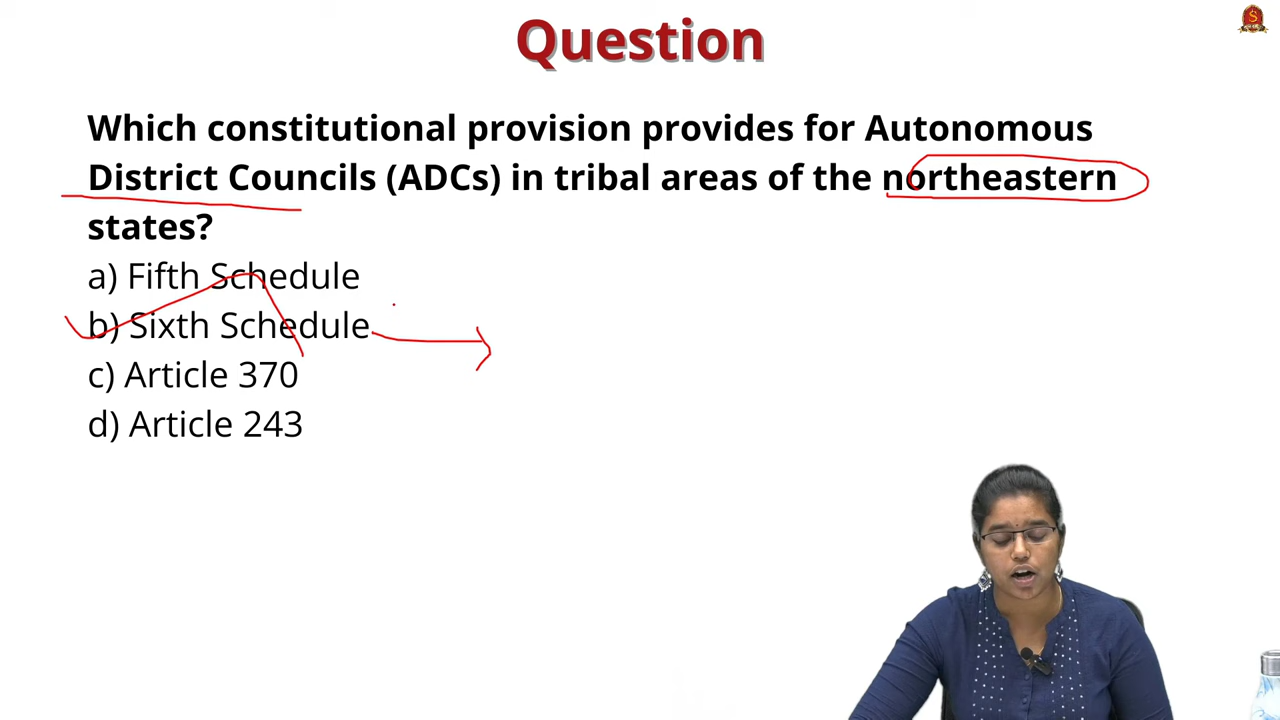 Question
Which constitutional provision provides for Autonomous
District Councils (ADCs) in tribal areas of the northeastern
states?
a) Fifth Schedule
b) Sixth Schedule
c) Article 370
d) Article 243